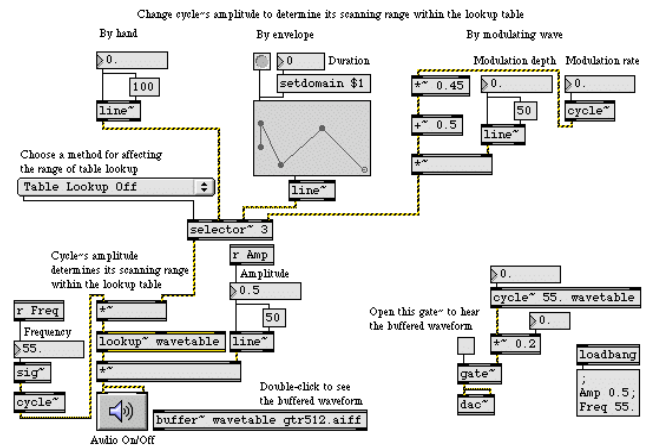 Change cycle~s amplitude to determine its scanning range within the lookup table
By hand
By envelope
By modulating wave
0.
0
Duration
Modulation depth
Modulation rate
100
setdomain $1
*~ 0.45
0.
0.
line~
50
cycle~
+~ 0.5
line~
Choose a method for affecting
the range of table lookup
*~
Table Lookup Off
line~
selector~ 3
r Amp
Cycle~s amplitude
determines its scanning range
within the lookup table
Amplitude
0.5
0.
cycle~ 55. wavetable
r Freq
*~
50
Open this gate~ to hear
the buffered waveform
0.
Frequency
lookup~ wavetable
line~
*~ 0.2
55.
loadbang
sig~
*~
gate~
;
Amp 0.5;
Freq 55.
cycle~
Double-click to see
the buffered waveform
dac~
buffer~ wavetable gtr512.aiff
Audio On/Off